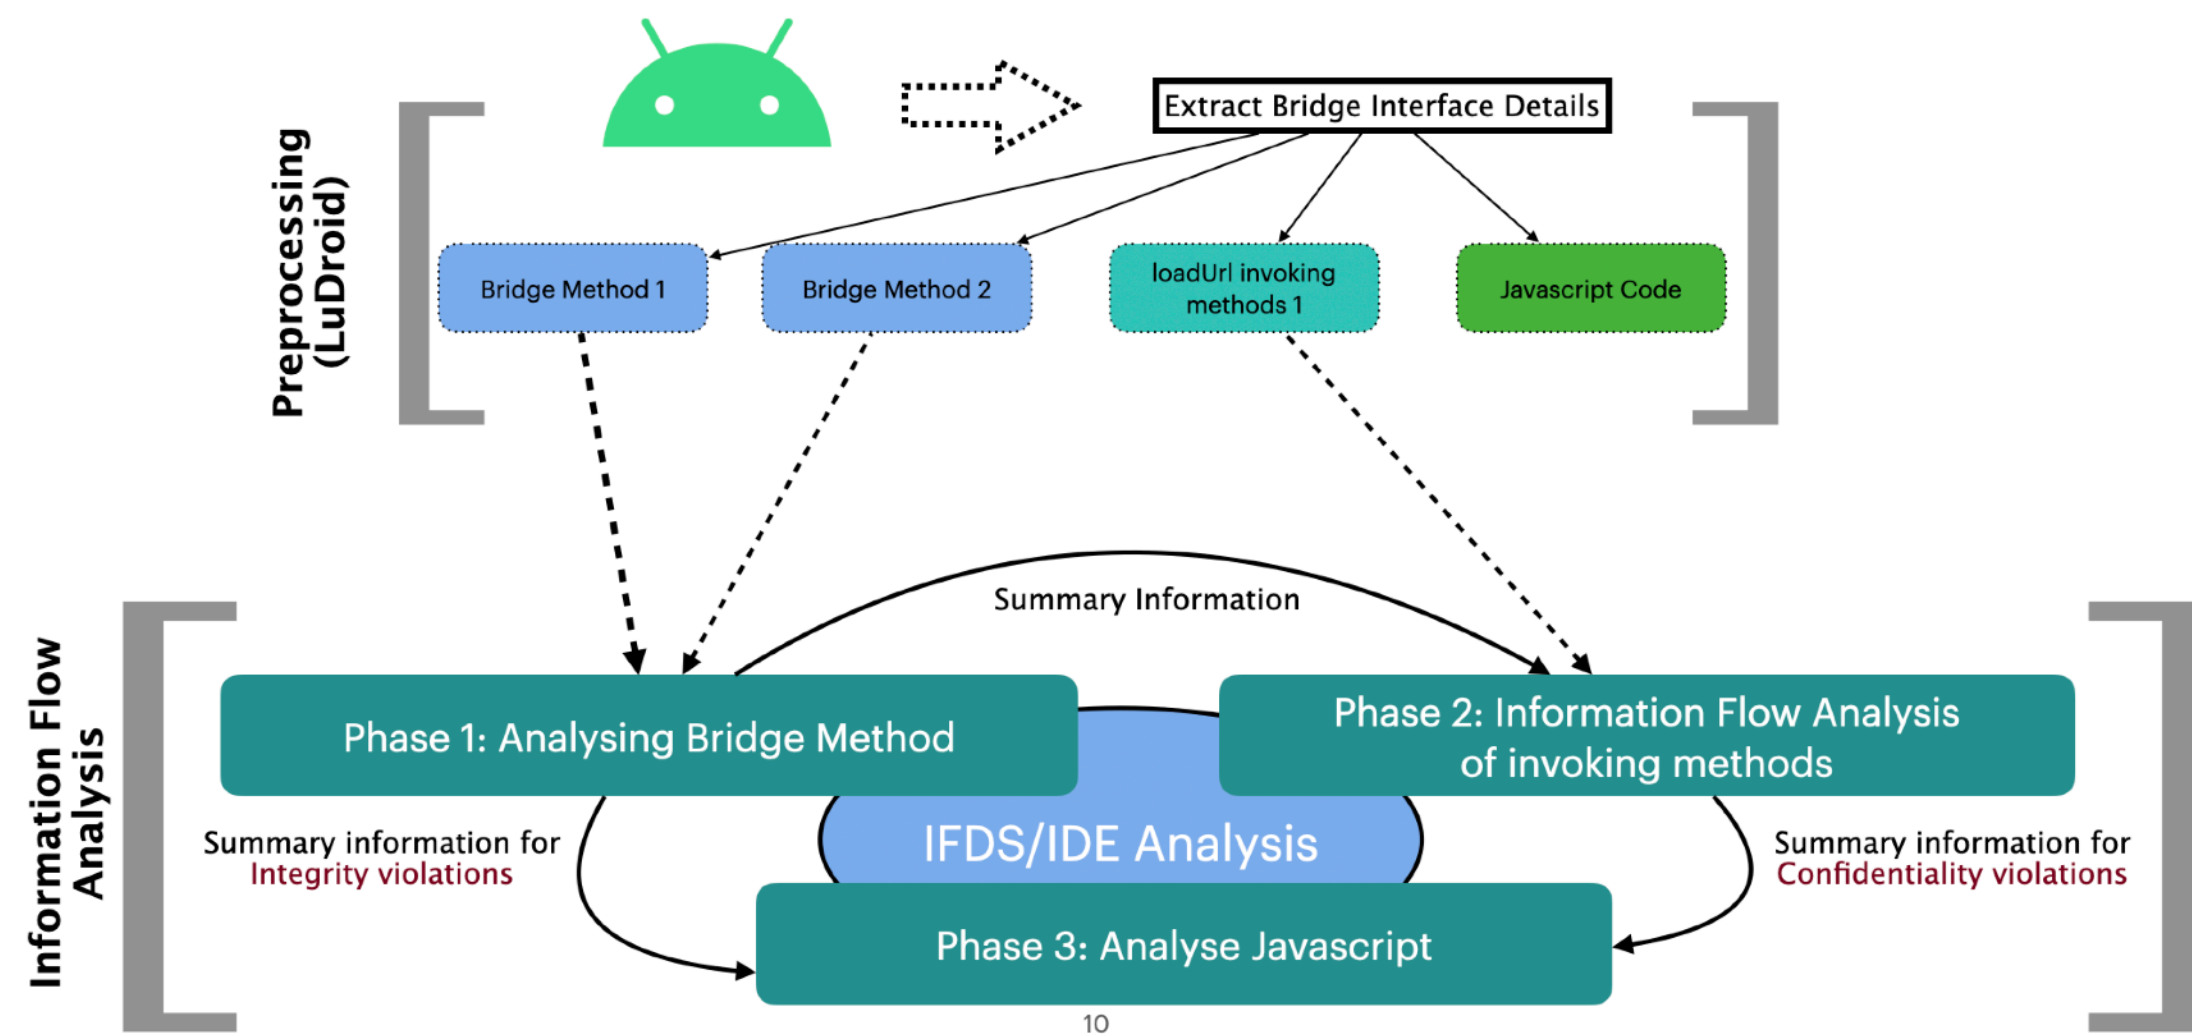 Preprocessing
(LuDroid)
Extract Bridge Interface Details
Bridge Method 1
Bridge Method 2
loadUrl invoking
methods 1
Javascript Code
Information Flow
Analysis
Summary Information
Phase 1: Analysing Bridge Method
Phase 2: Information Flow Analysis
of invoking methods
Summary information for
Integrity violations
IFDS/IDE Analysis
Summary information for
Confidentiality violations
Phase 3: Analyse Javascript
10